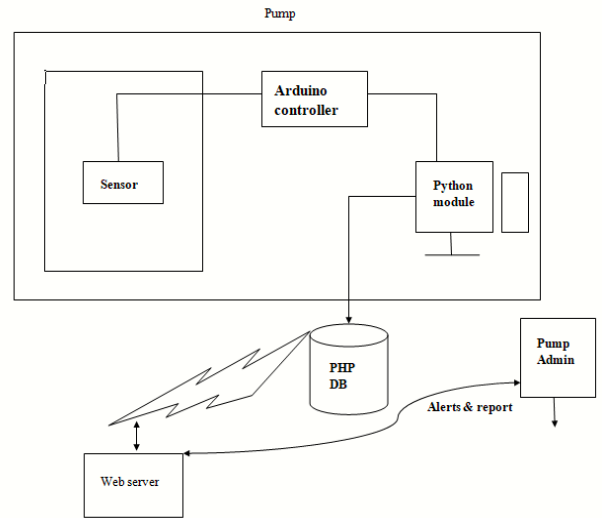 Pump
Arduino
controller
Sensor
Python
module
PHP
DB
Pump
Admin
Alerts & report
Web server